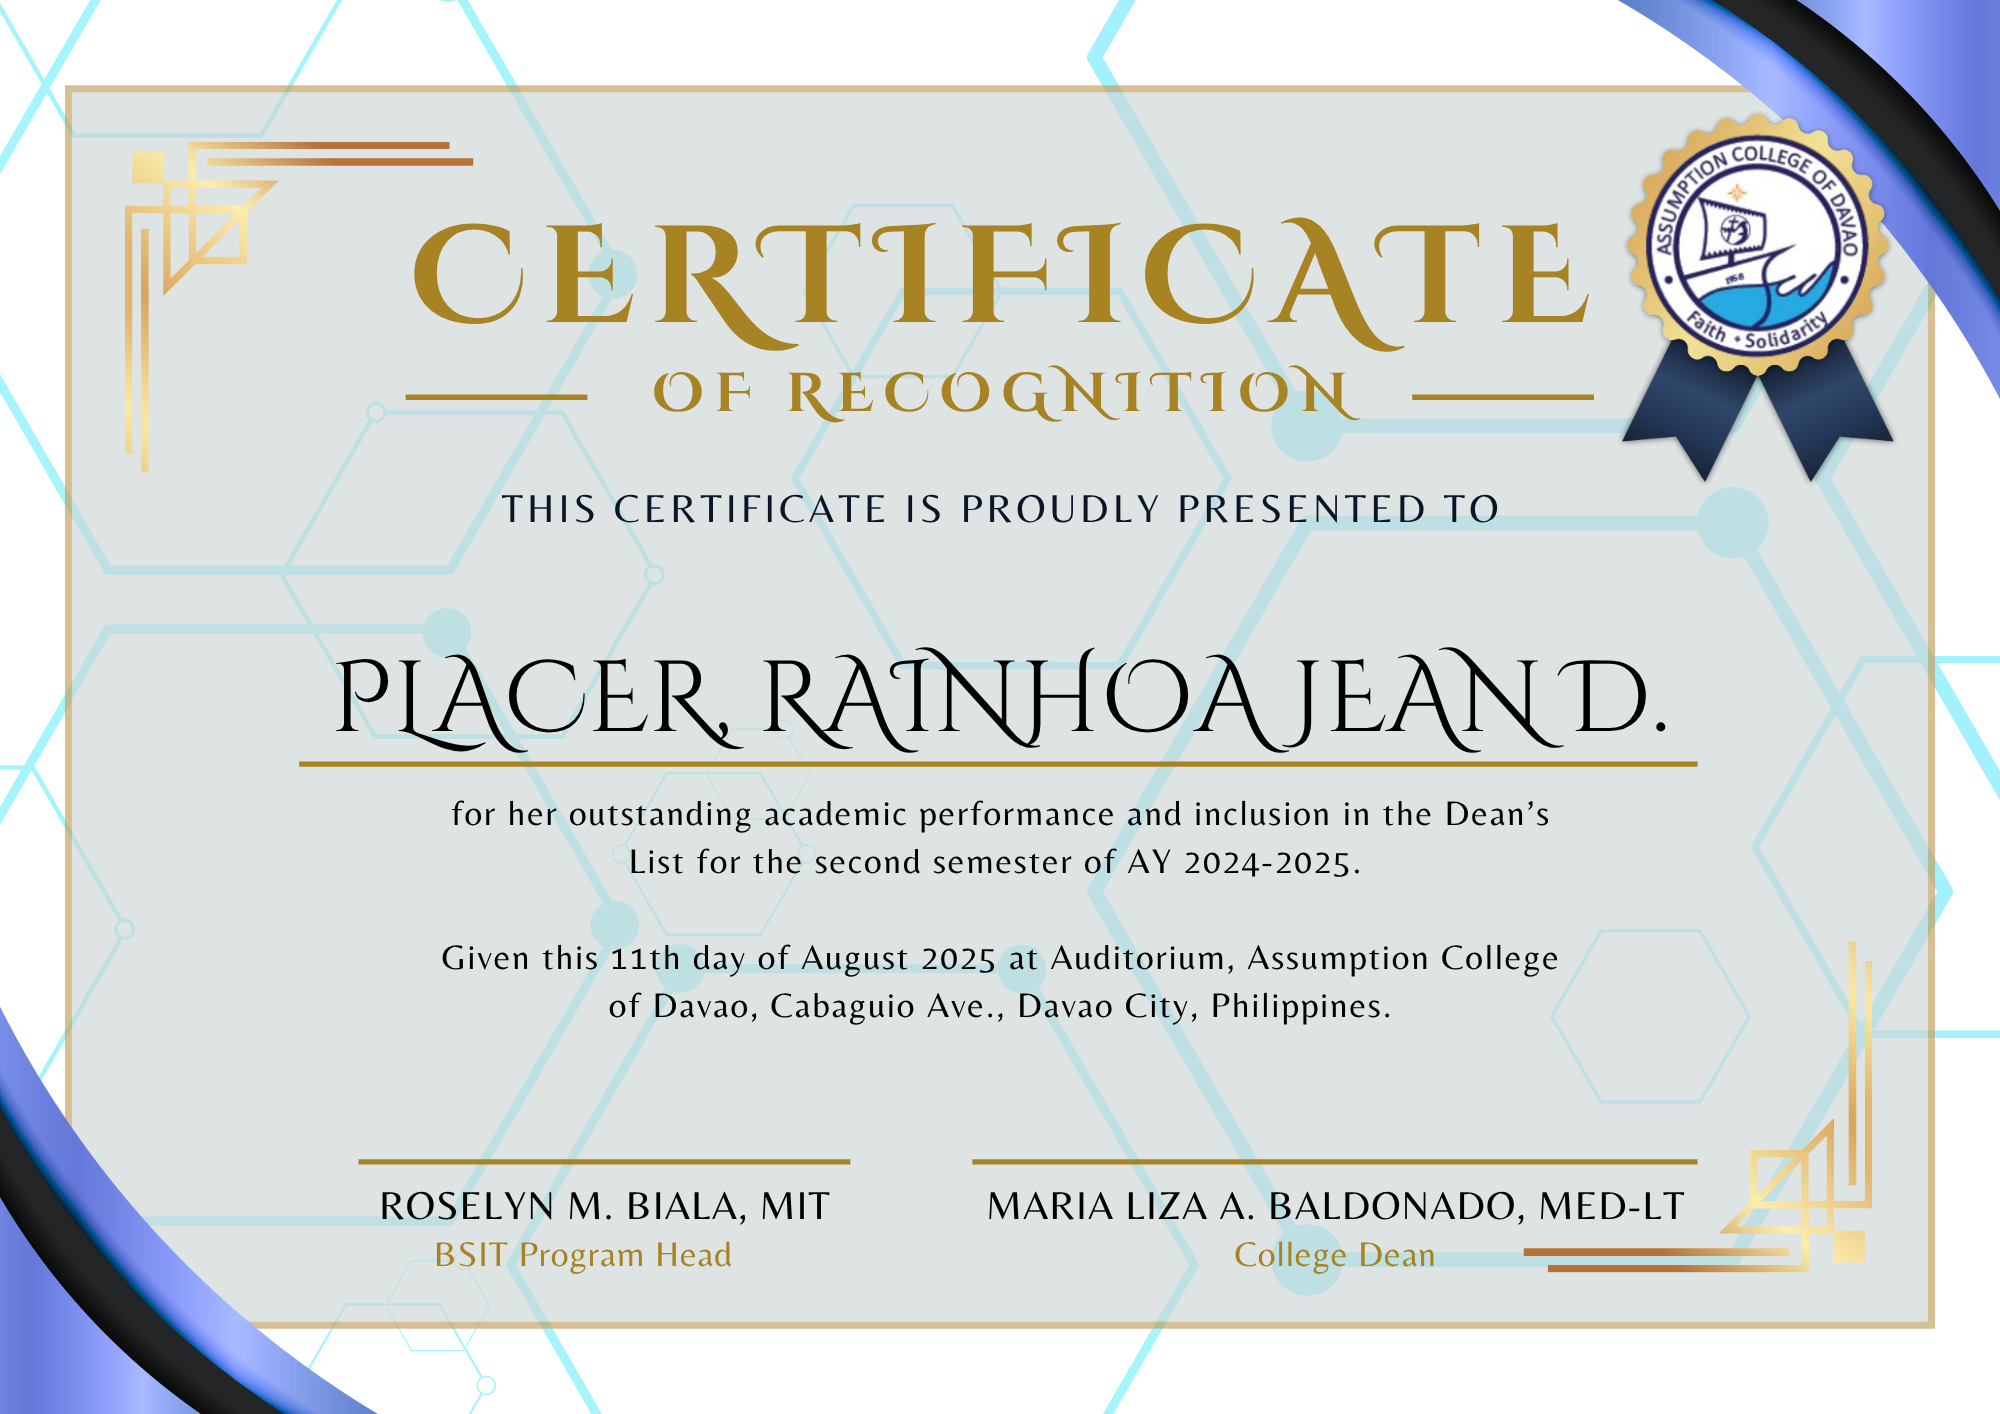 CERTIFICATE
OF RECOGNITION
ASSUMPTION COLLEGE OF DAVAO
1958
Faith + Solidarity
THIS CERTIFICATE IS PROUDLY PRESENTED TO
PLACER, RAINHOA JEAN D.
for her outstanding academic performance and inclusion in the Dean’s
List for the second semester of AY 2024-2025.
Given this 11th day of August 2025 at Auditorium, Assumption College
of Davao, Cabaguio Ave., Davao City, Philippines.
ROSELYN M. BIALA, MIT
BSIT Program Head
MARIA LIZA A. BALDONADO, MED-LT
College Dean